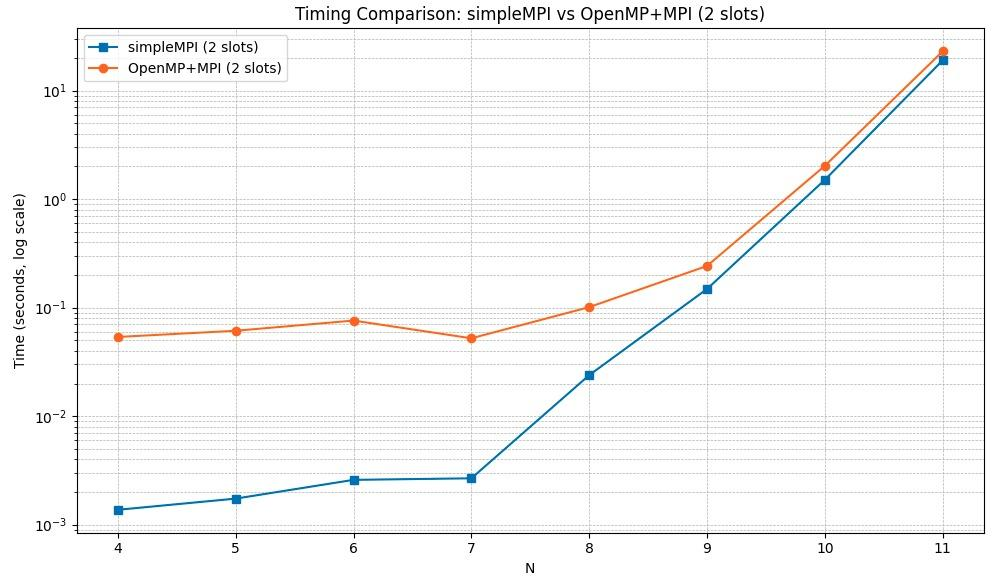 Timing Comparison: simpleMPI vs OpenMP+MPI (2 slots)
simpleMPI (2 slots)
OpenMP+MPI (2 slots)
Time (seconds, log scale)
10¹
10⁰
10⁻¹
10⁻²
10⁻³
4 5 6 7 8 9 10 11
N